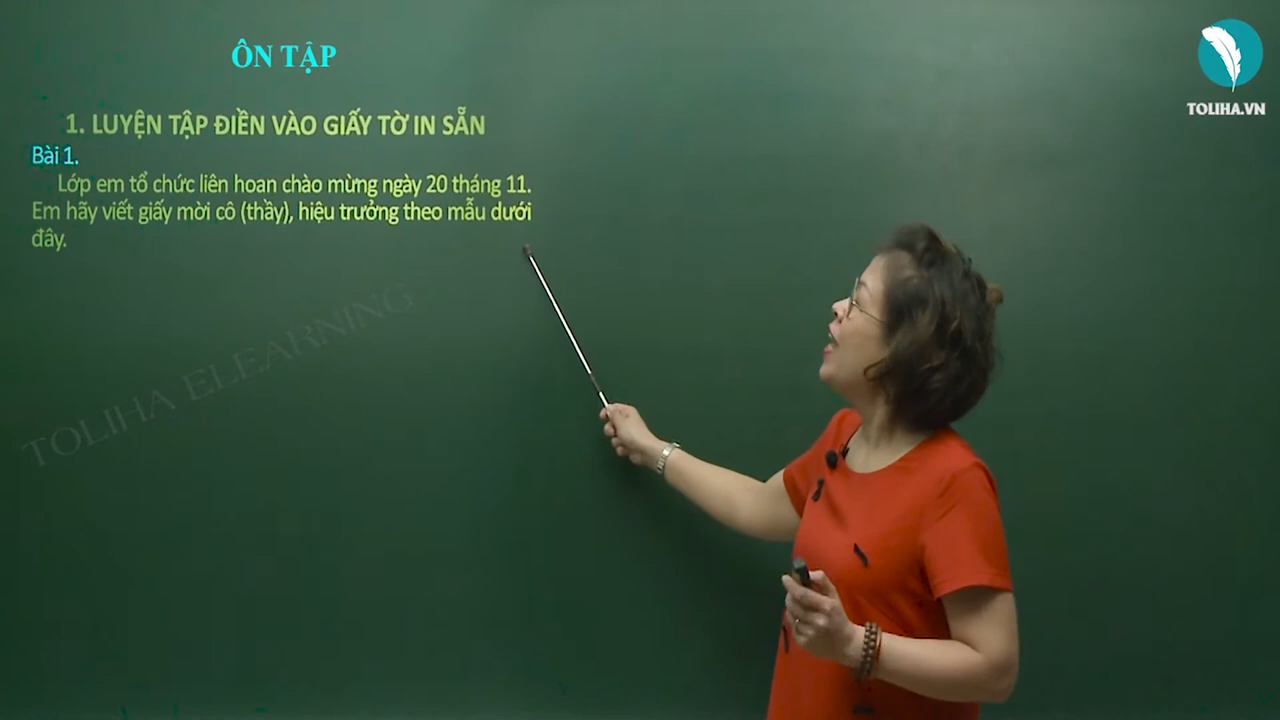 ÔN TẬP
TOLIHA.VN
1. LUYỆN TẬP ĐIỀN VÀO GIẤY TỜ IN SẴN
Bài 1.
Lớp em tổ chức liên hoan chào mừng ngày 20 tháng 11.
Em hãy viết giấy mời cô (thầy), hiệu trưởng theo mẫu dưới
đây.
TOLIHA ELEARNING